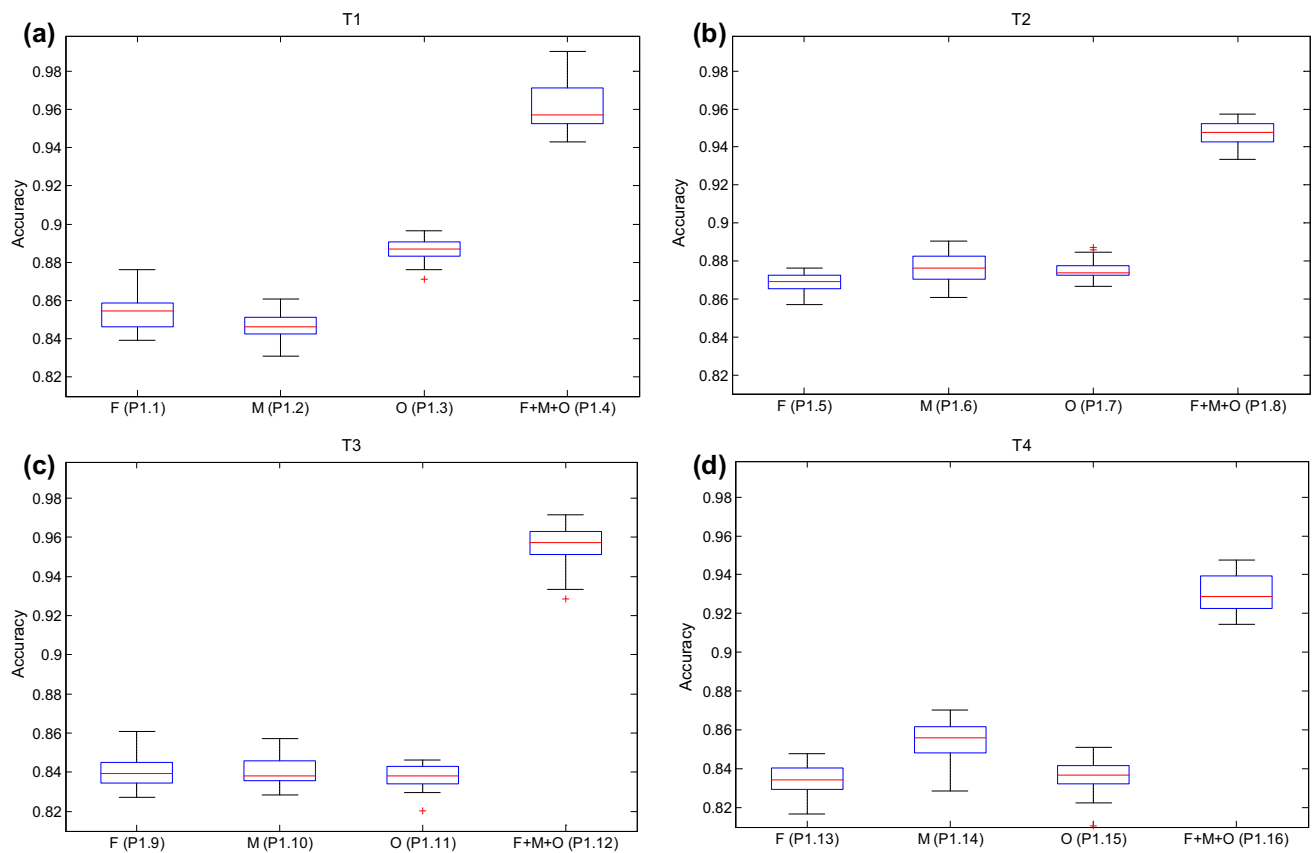 (a)
T1
Accuracy
0.98
0.96
0.94
0.92
0.9
0.88
0.86
0.84
0.82
F (P1.1) M (P1.2) O (P1.3) F+M+O (P1.4)
(b)
T2
Accuracy
0.98
0.96
0.94
0.92
0.9
0.88
0.86
0.84
0.82
F (P1.5) M (P1.6) O (P1.7) F+M+O (P1.8)
(c)
T3
Accuracy
0.98
0.96
0.94
0.92
0.9
0.88
0.86
0.84
0.82
F (P1.9) M (P1.10) O (P1.11) F+M+O (P1.12)
(d)
T4
Accuracy
0.98
0.96
0.94
0.92
0.9
0.88
0.86
0.84
0.82
F (P1.13) M (P1.14) O (P1.15) F+M+O (P1.16)